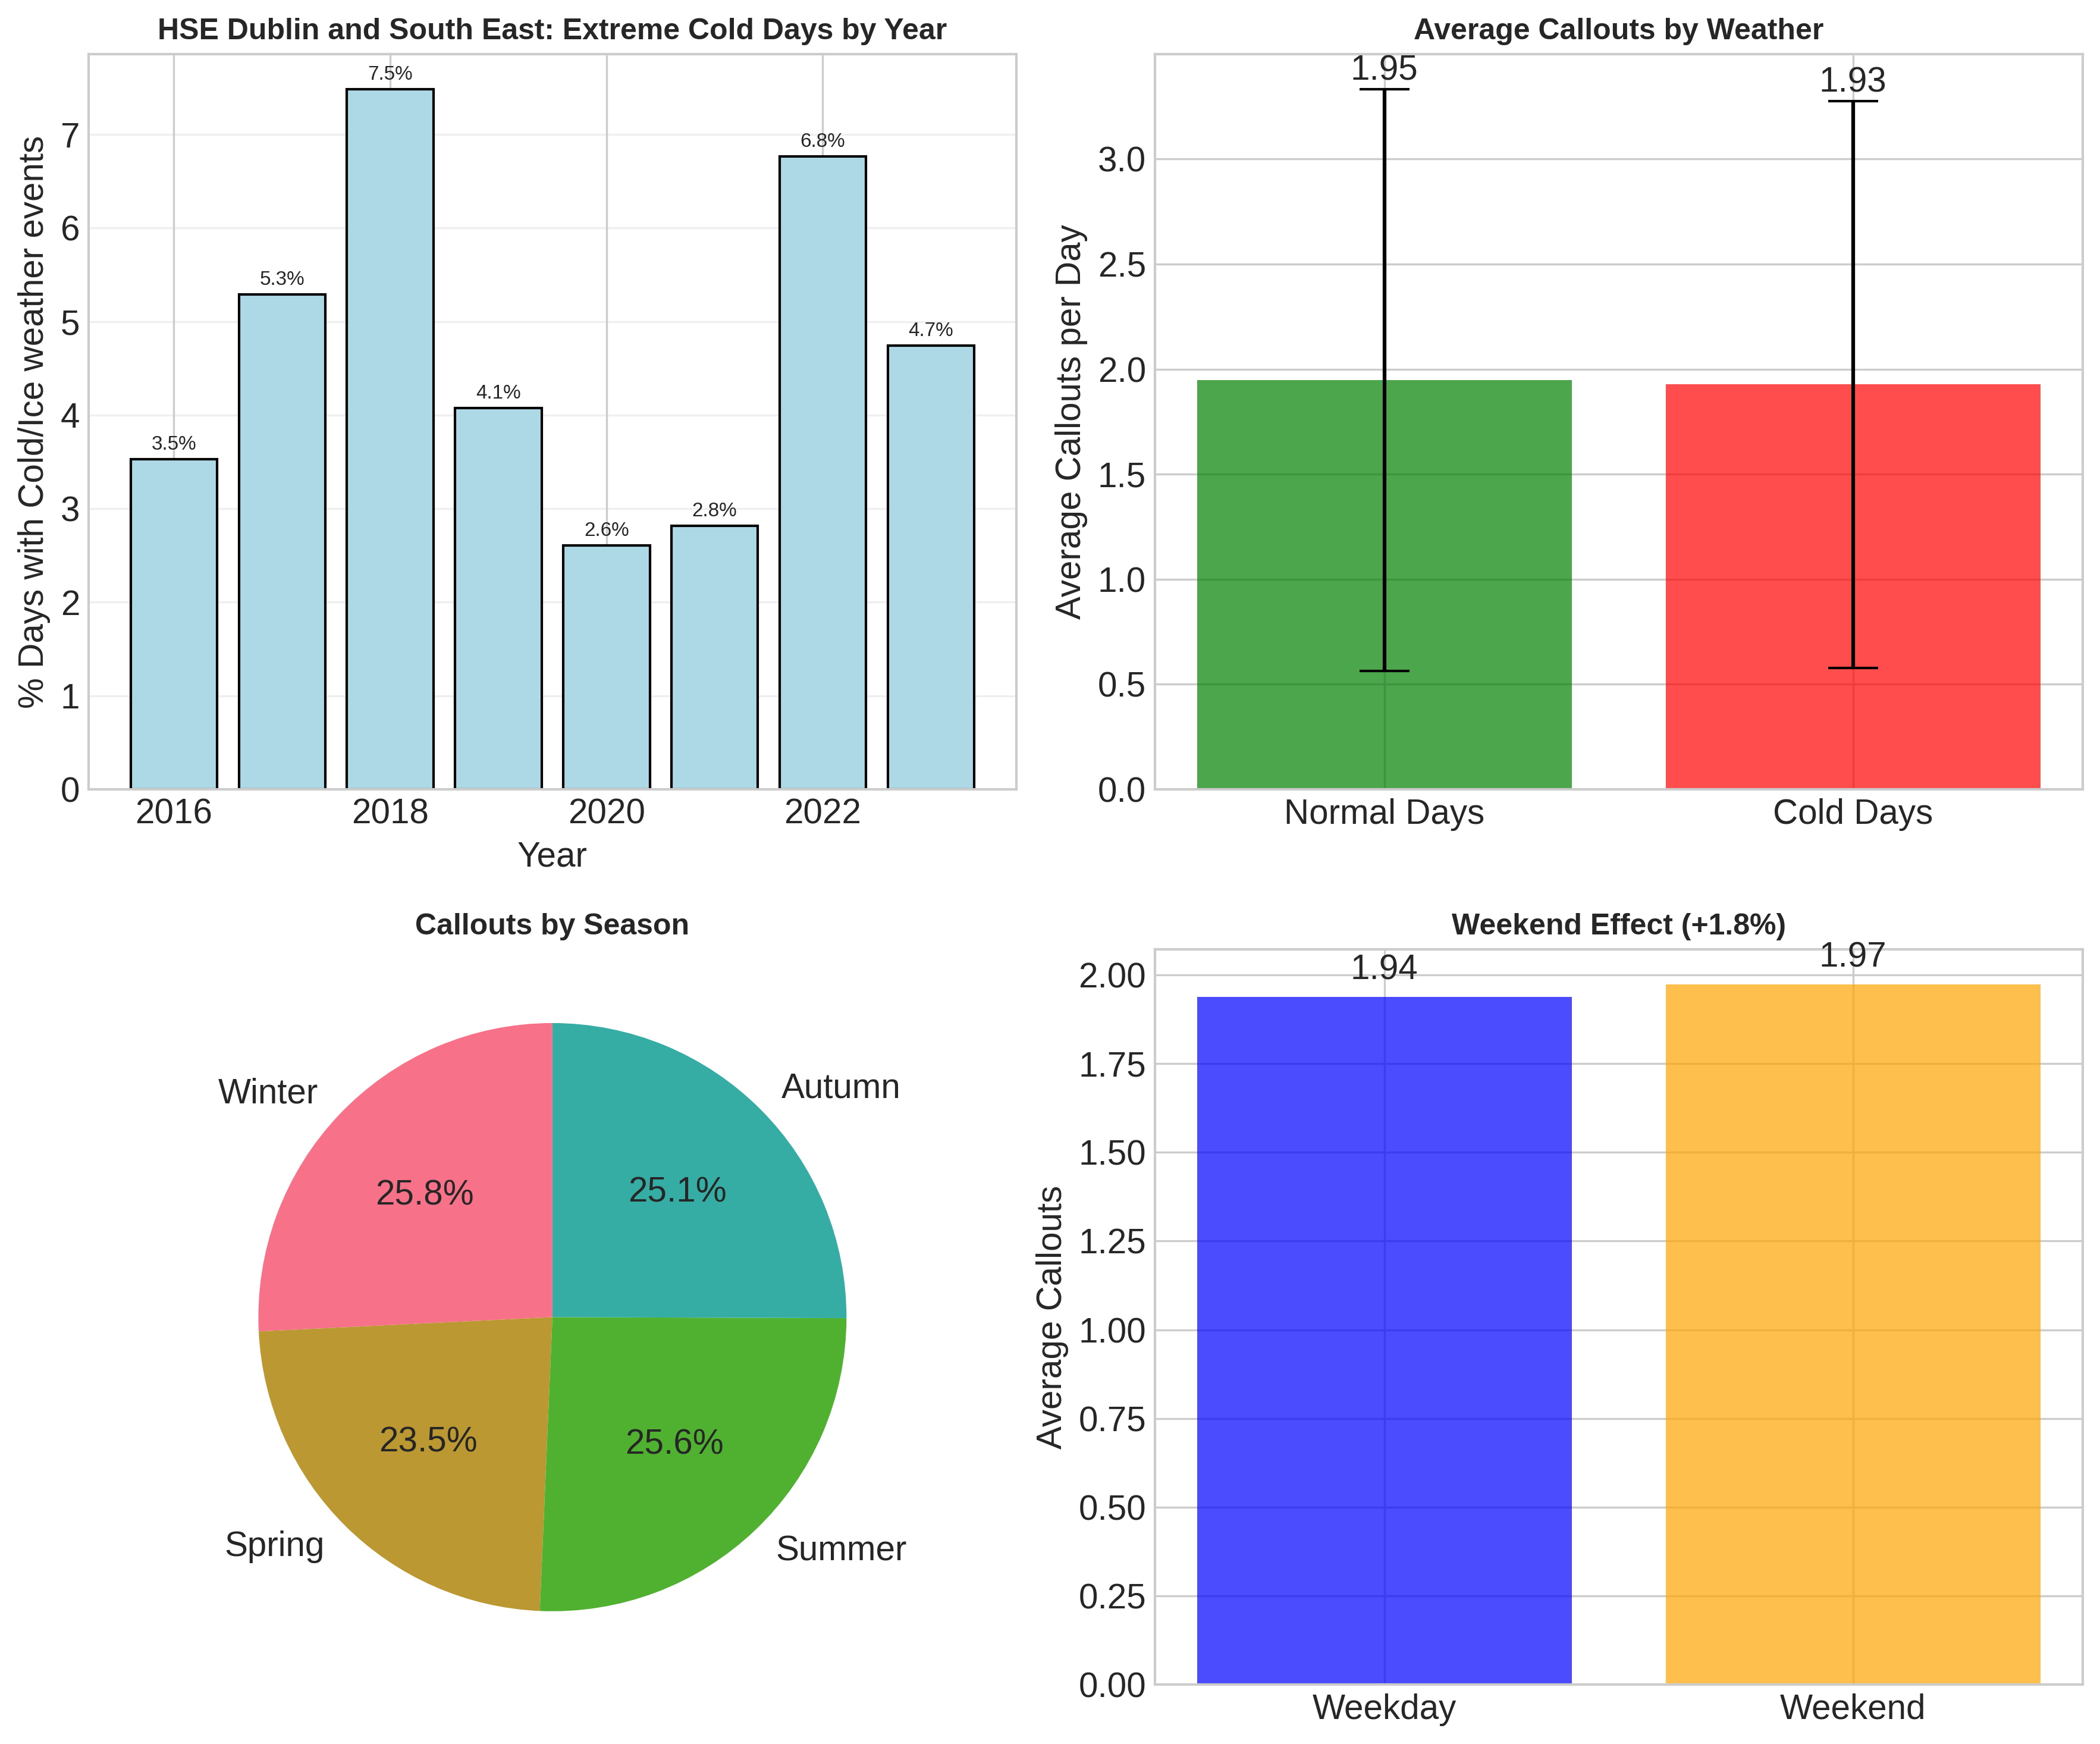 HSE Dublin and South East: Extreme Cold Days by Year
% Days with Cold/Ice weather events
7
6
5
4
3
2
1
0
3.5%
5.3%
7.5%
4.1%
2.6%
2.8%
6.8%
4.7%
2016
2018
2020
2022
Year
Average Callouts by Weather
Average Callouts per Day
3.0
2.5
2.0
1.5
1.0
0.5
0.0
1.95
1.93
Normal Days
Cold Days
Callouts by Season
Winter
Autumn
25.8%
25.1%
23.5%
25.6%
Spring
Summer
Weekend Effect (+1.8%)
Average Callouts
2.00
1.75
1.50
1.25
1.00
0.75
0.50
0.25
0.00
1.94
1.97
Weekday
Weekend